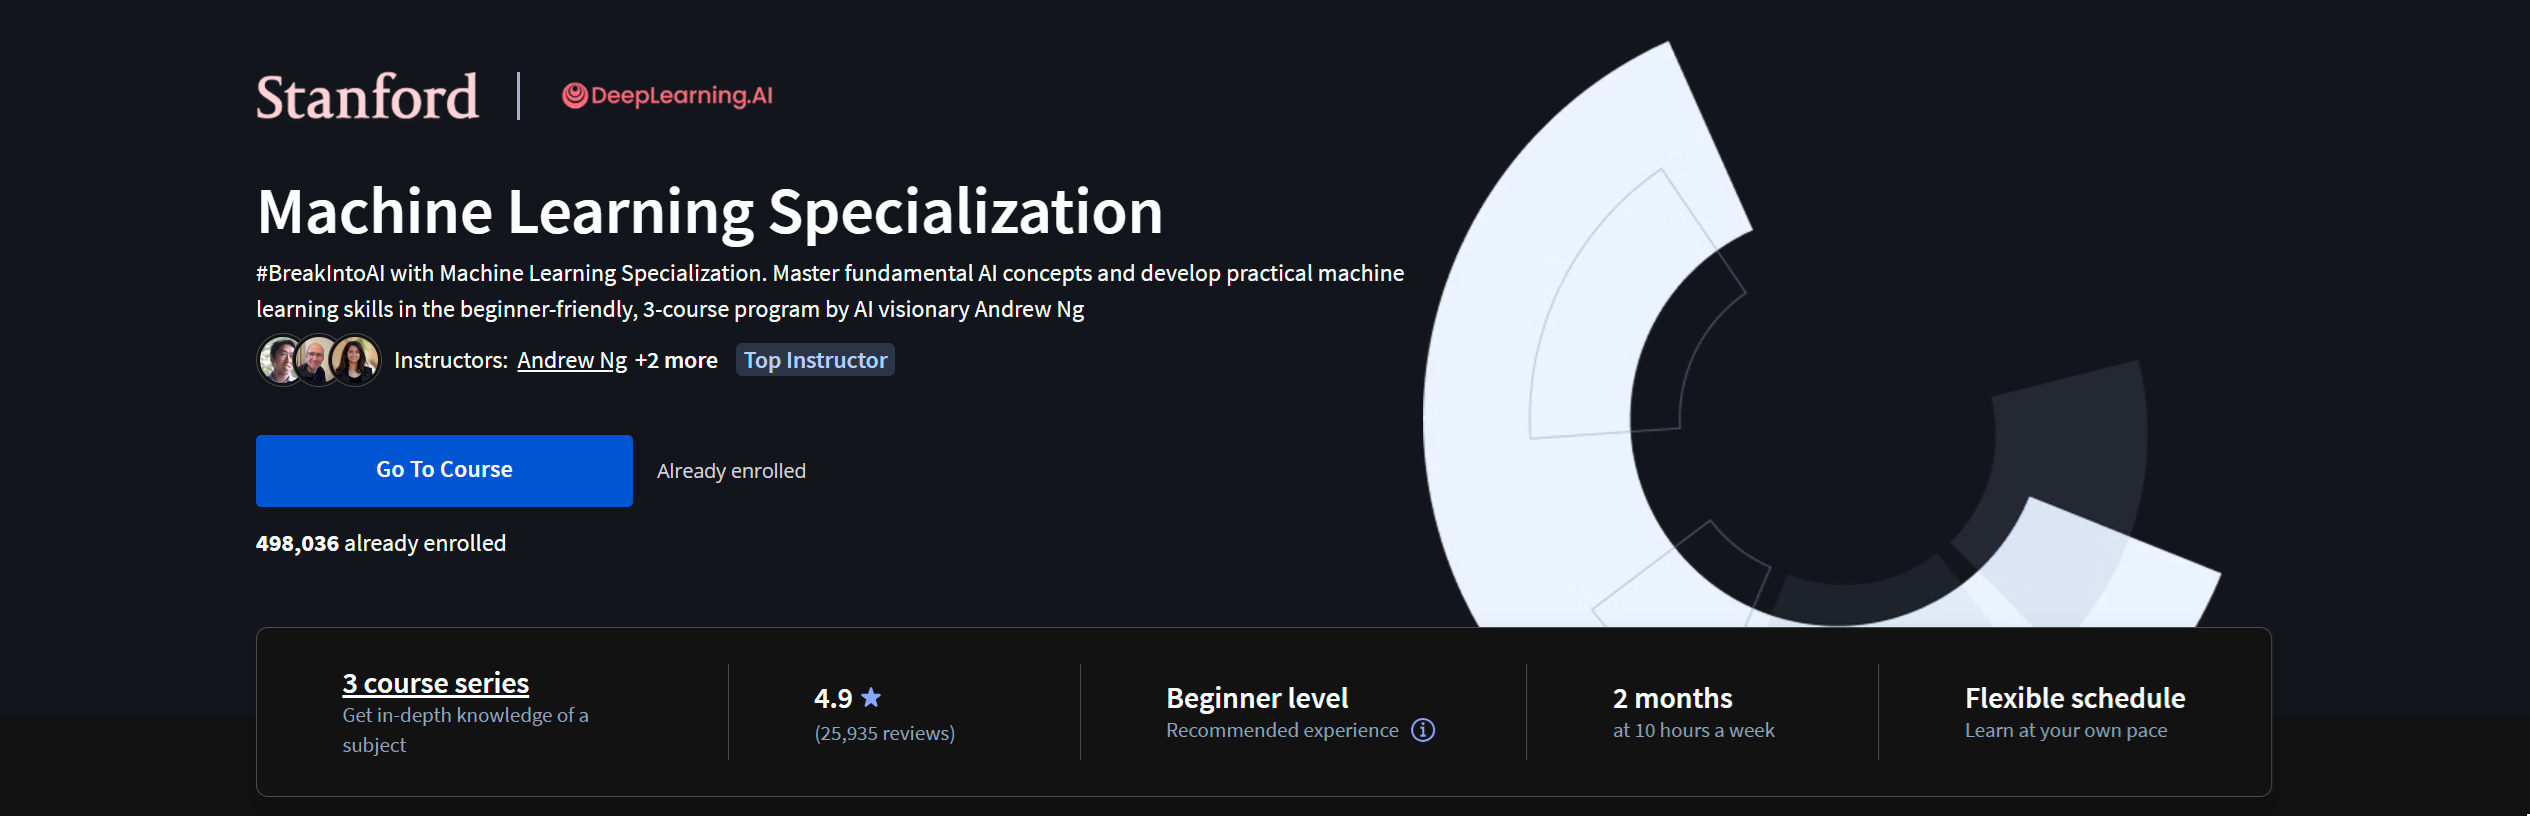 Stanford
DeepLearning.AI
Machine Learning Specialization
#BreakIntoAI with Machine Learning Specialization. Master fundamental AI concepts and develop practical machine
learning skills in the beginner-friendly, 3-course program by AI visionary Andrew Ng
Instructors: Andrew Ng +2 more Top Instructor
Go To Course
Already enrolled
498,036 already enrolled
3 course series
Get in-depth knowledge of a
subject
4.9 ★
(25,935 reviews)
Beginner level
Recommended experience
2 months
at 10 hours a week
Flexible schedule
Learn at your own pace